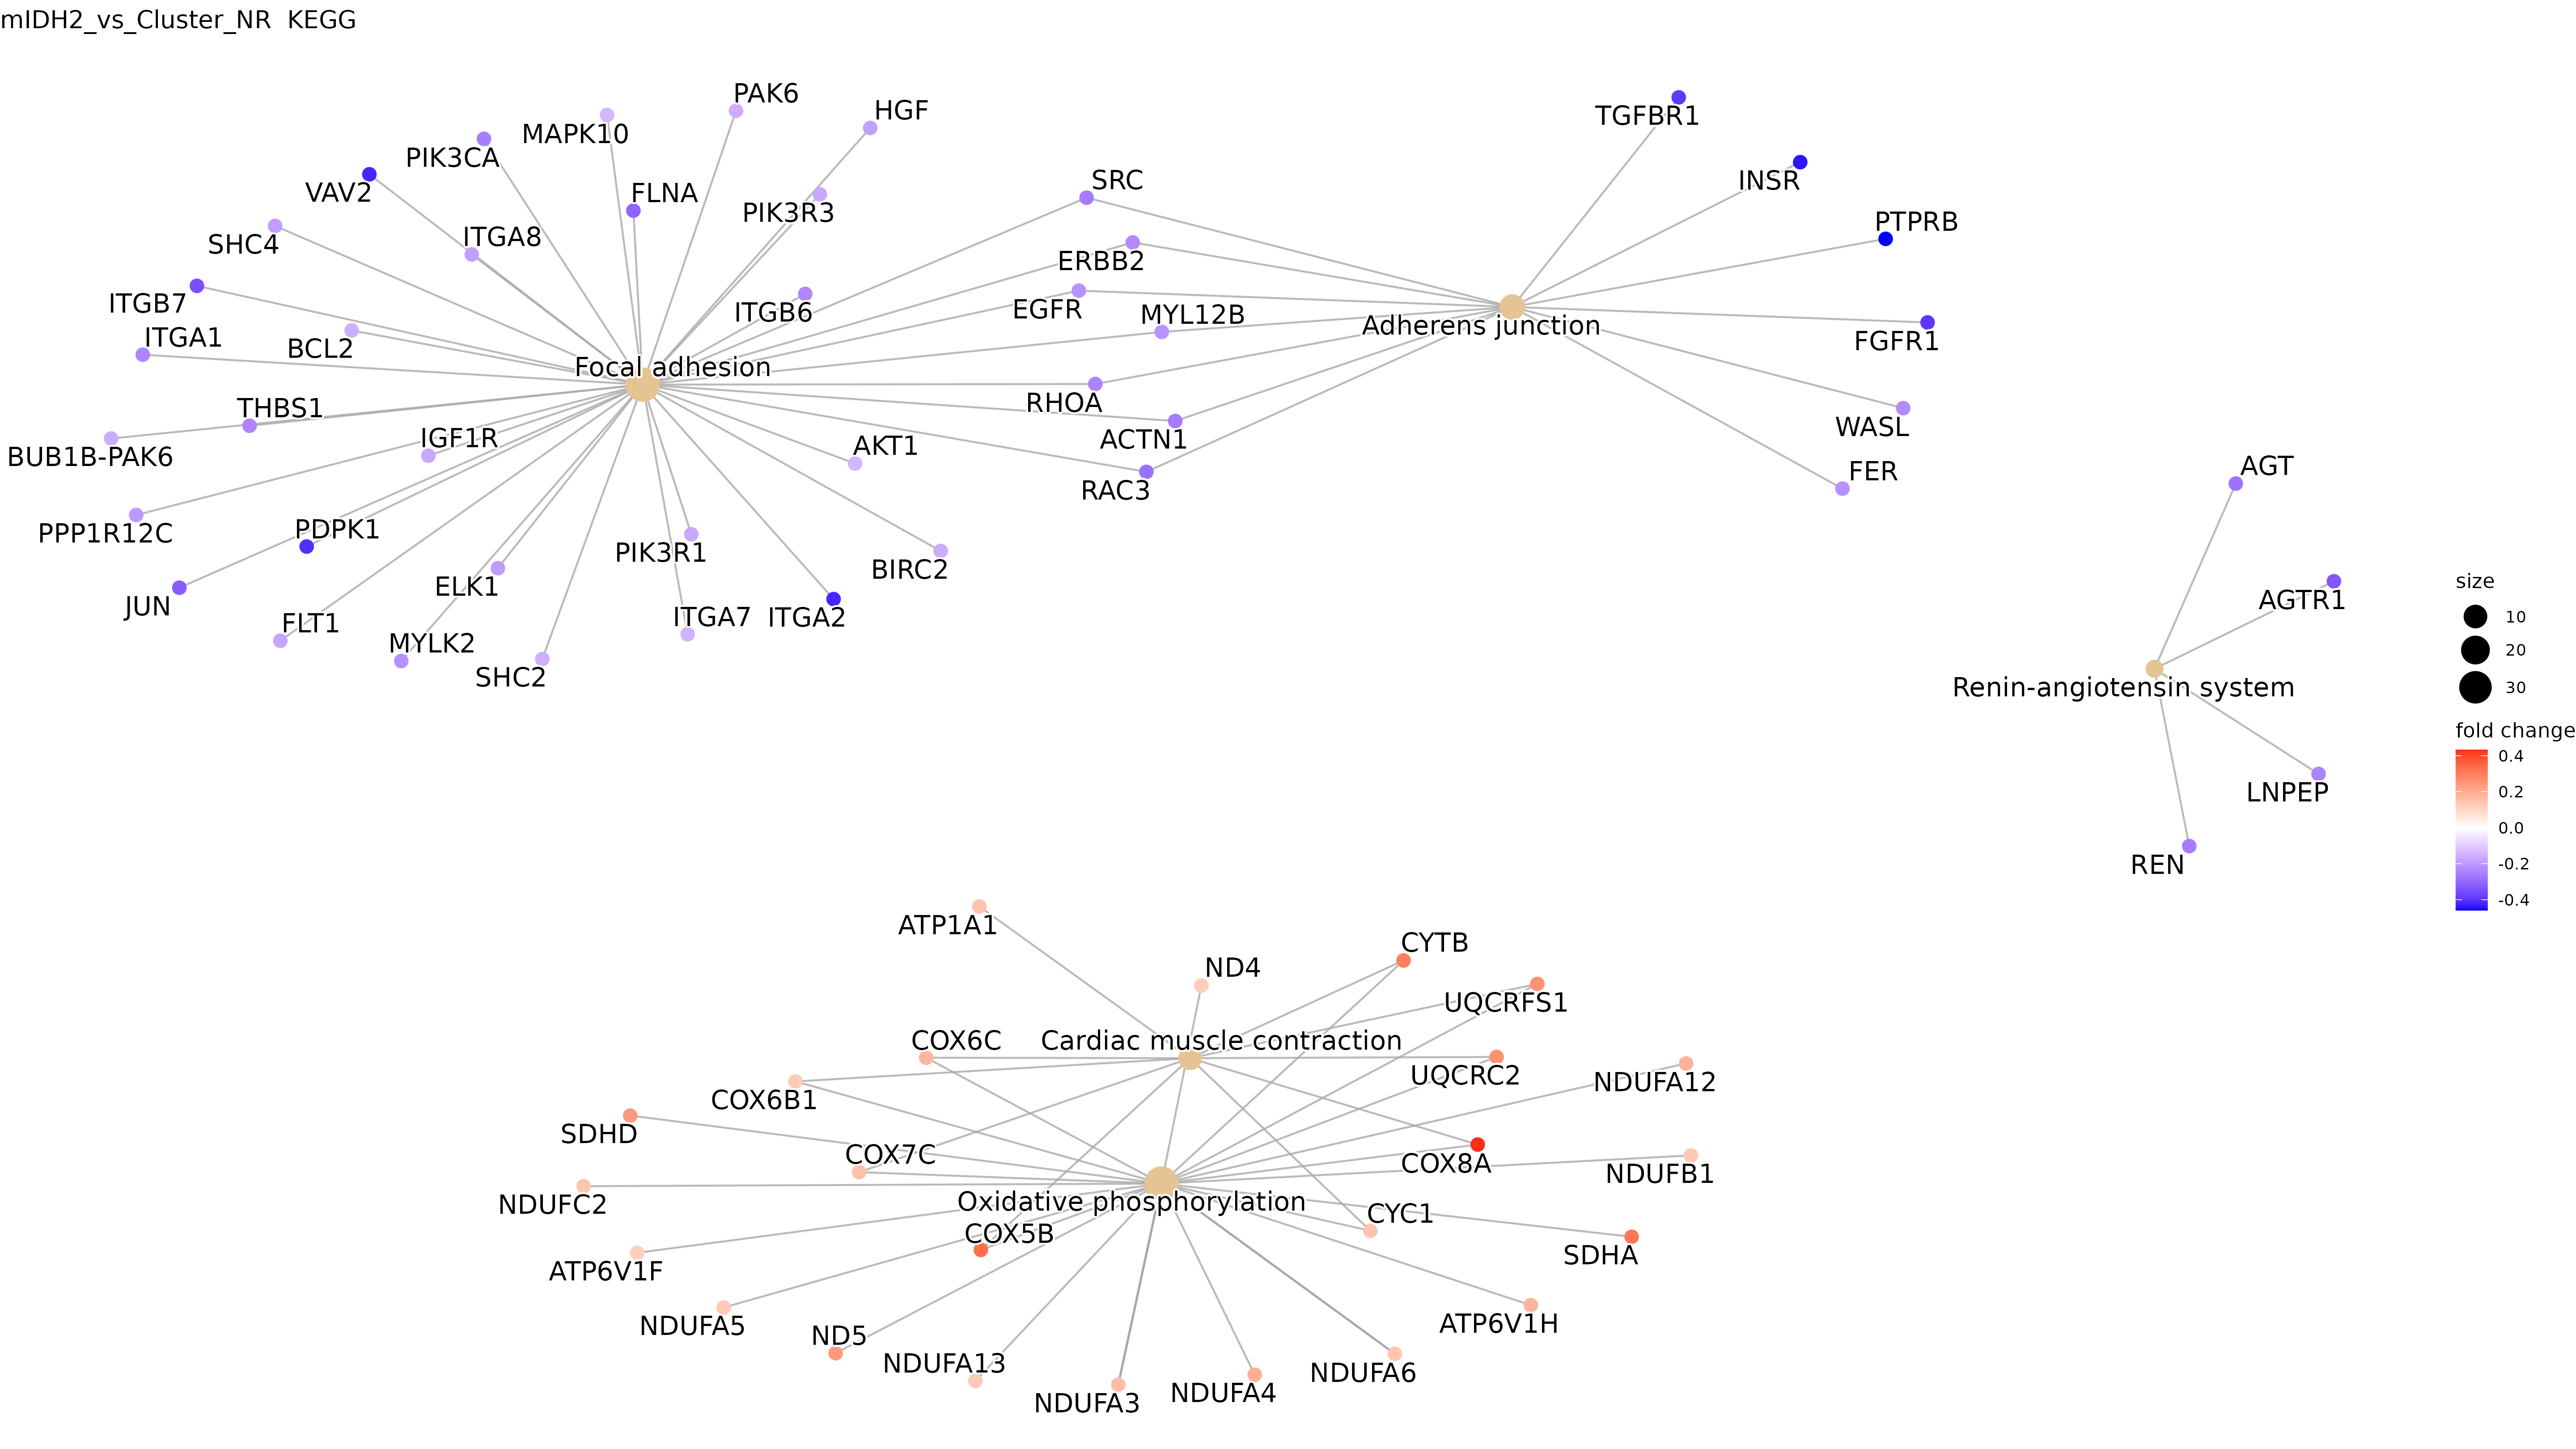 mIDH2_vs_Cluster_NR KEGG
PAK6
HGF
MAPK10
PIK3CA
VAV2
FLNA
PIK3R3
SHC4
ITGA8
ITGB7
ITGA1
BCL2
ITGB6
Focal adhesion
THBS1
BUB1B-PAK6
IGF1R
AKT1
PPP1R12C
PDPK1
JUN
FLT1
ELK1
MYLK2
SHC2
PIK3R1
ITGA7
ITGA2
BIRC2
SRC
ERBB2
EGFR
MYL12B
RHOA
ACTN1
RAC3
TGFBR1
INSR
PTPRB
Adherens junction
FGFR1
WASL
FER
AGT
AGTR1
Renin-angiotensin system
LNPEP
REN
size
10
20
30
fold change
0.4
0.2
0.0
-0.2
-0.4
ATP1A1
ND4
CYTB
UQCRFS1
COX6C
Cardiac muscle contraction
UQCRC2
NDUFA12
COX6B1
SDHD
COX7C
COX8A
NDUFB1
NDUFC2
Oxidative phosphorylation
COX5B
CYC1
SDHA
ATP6V1F
NDUFA5
ND5
NDUFA13
NDUFA3
NDUFA4
NDUFA6
ATP6V1H